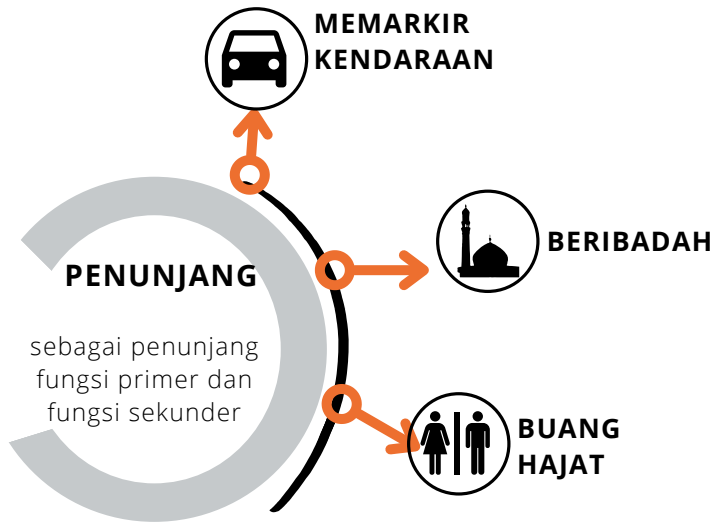 MEMARKIR
KENDARAAN
BERIBADAH
PENUNJANG
sebagai penunjang
fungsi primer dan
fungsi sekunder
BUANG
HAJAT